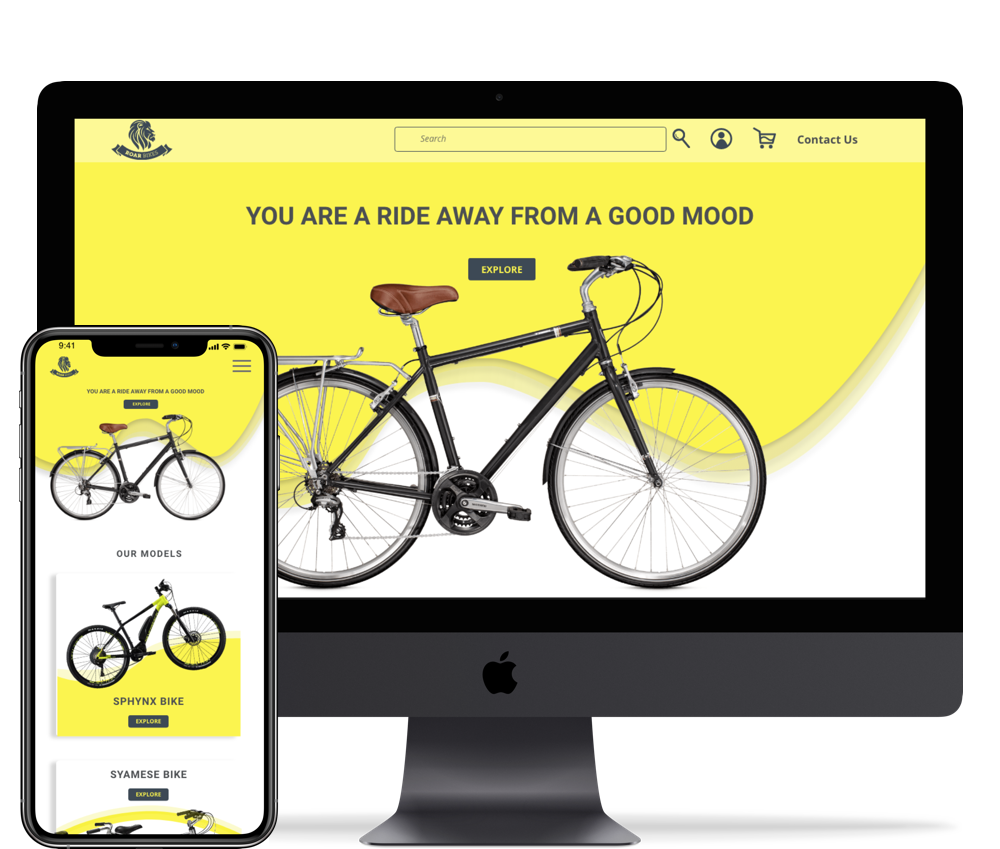 ROAR BIKES
Search
Contact Us
YOU ARE A RIDE AWAY FROM A GOOD MOOD
EXPLORE
9:41
YOU ARE A RIDE AWAY FROM A GOOD MOOD
EXPLORE
OUR MODELS
SPHYNX BIKE
EXPLORE
SYAMESE BIKE
EXPLORE